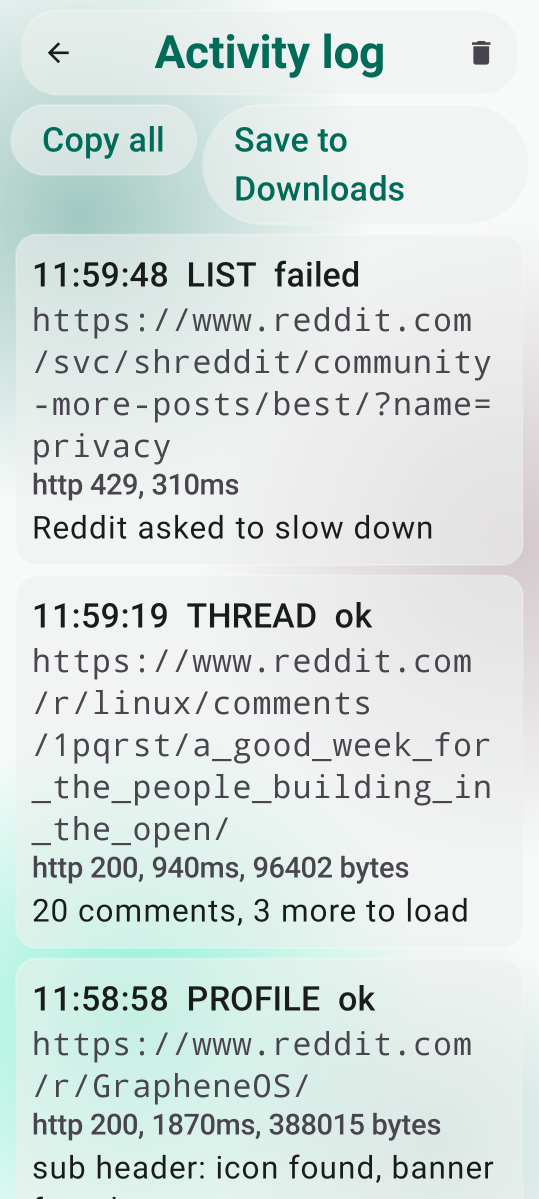 Activity log
Copy all
Save to
Downloads
11:59:48 LIST failed
https://www.reddit.com
/svc/shreddit/community
-more-posts/best/?name=
privacy
http 429, 310ms
Reddit asked to slow down
11:59:19 THREAD ok
https://www.reddit.com
/r/linux/comments
/1pqrst/a_good_week_for
_the_people_building_in
_the_open/
http 200, 940ms, 96402 bytes
20 comments, 3 more to load
11:58:58 PROFILE ok
https://www.reddit.com
/r/GrapheneOS/
http 200, 1870ms, 388015 bytes
sub header: icon found, banner